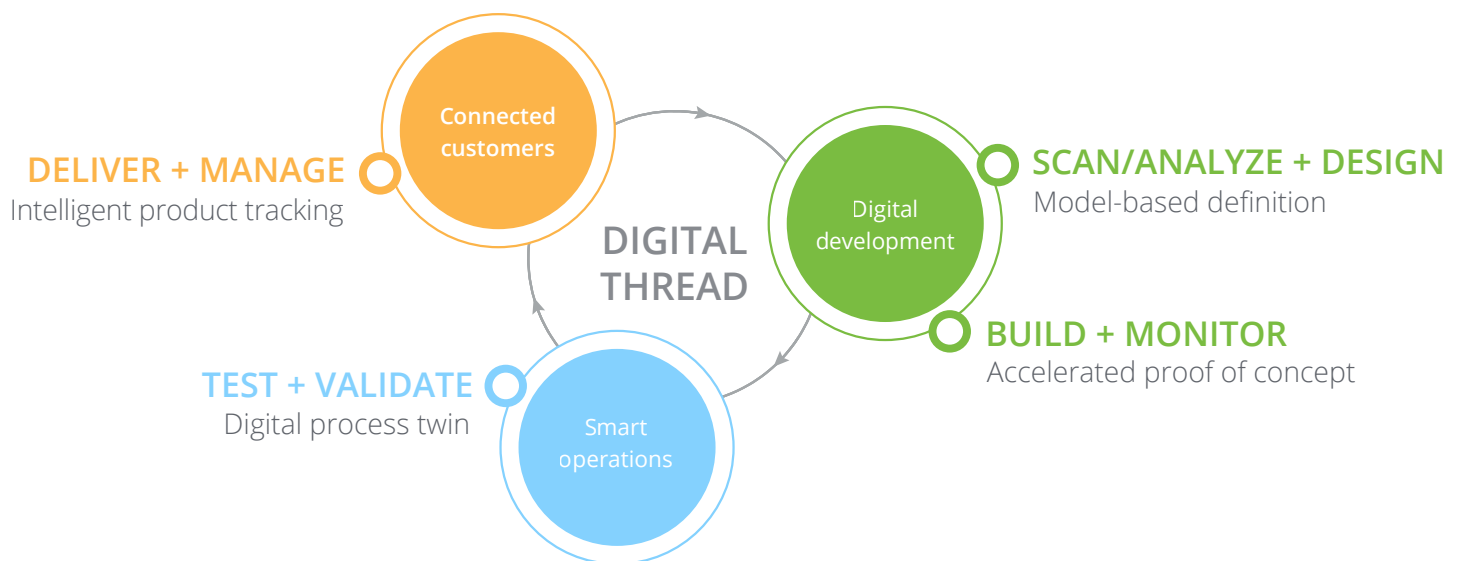 Connected
customers
DELIVER + MANAGE
Intelligent product tracking
SCAN/ANALYZE + DESIGN
Model-based definition
Digital
development
DIGITAL
THREAD
BUILD + MONITOR
Accelerated proof of concept
TEST + VALIDATE
Digital process twin
Smart
operations